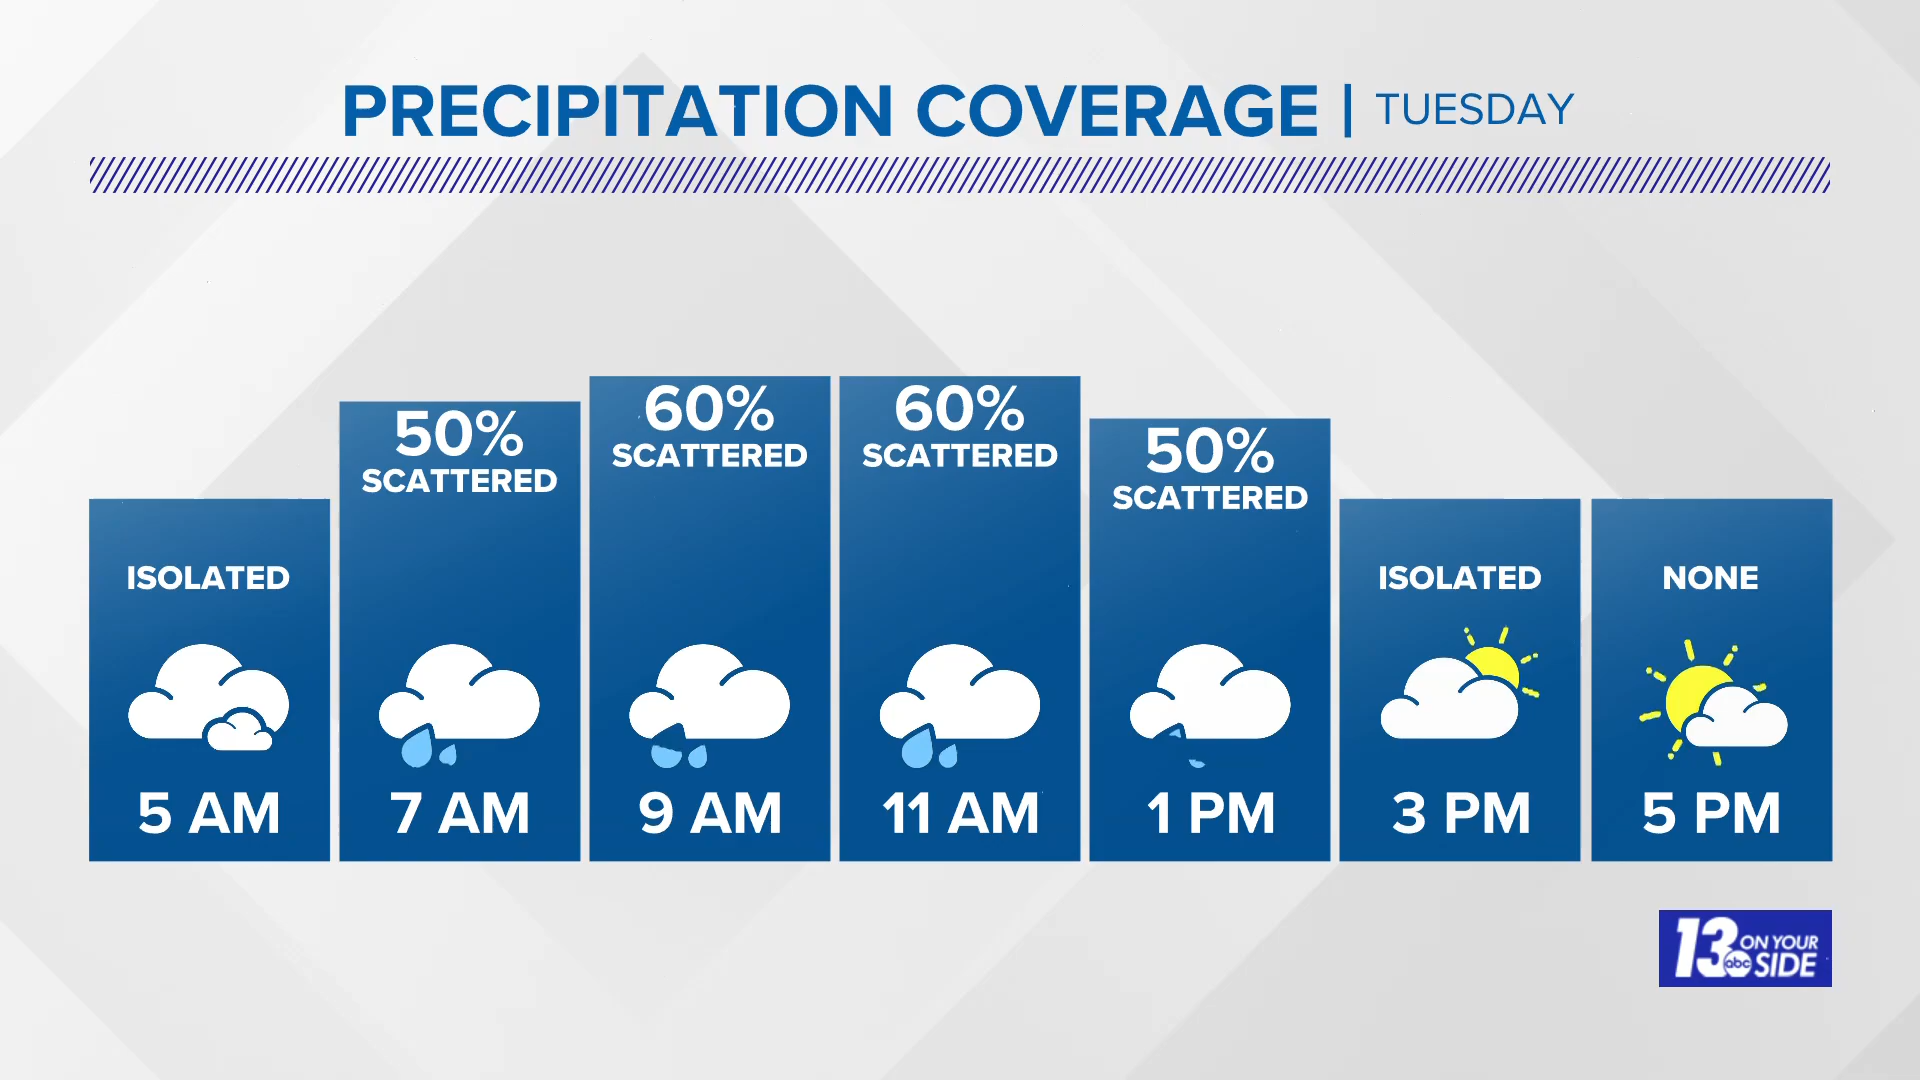 PRECIPITATION COVERAGE | TUESDAY
ISOLATED
5 AM
50%
SCATTERED
7 AM
60%
SCATTERED
9 AM
60%
SCATTERED
11 AM
50%
SCATTERED
1 PM
ISOLATED
3 PM
NONE
5 PM
13 ON YOUR
abc SIDE